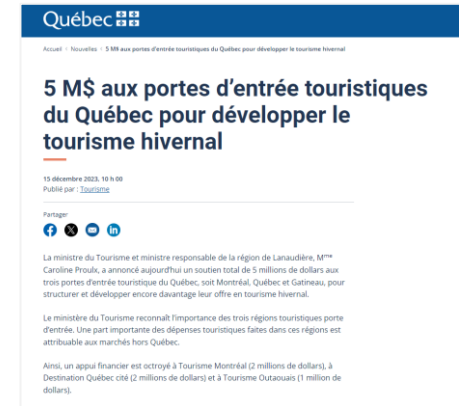 Québec
Accueil / Nouvelles / 5 M$ aux portes d'entrée touristiques du Québec pour développer le tourisme hivernal
5 M$ aux portes d'entrée touristiques
du Québec pour développer le
tourisme hivernal
15 décembre 2023, 10 h 00
Publié par : Tourisme
Partager
La ministre du Tourisme et ministre responsable de la région de Lanaudière, Mme
Caroline Proulx, a annoncé aujourd'hui un soutien total de 5 millions de dollars aux
trois portes d'entrée touristique du Québec, soit Montréal, Québec et Gatineau, pour
structurer et développer encore davantage leur offre en tourisme hivernal.
Le ministère du Tourisme reconnaît l'importance des trois régions touristiques porte
d'entrée. Une part importante des dépenses touristiques faites dans ces régions est
attribuable aux marchés hors Québec.
Ainsi, un appui financier est octroyé à Tourisme Montréal (2 millions de dollars), à
Destination Québec cité (2 millions de dollars) et à Tourisme Outaouais (1 million de
dollars).